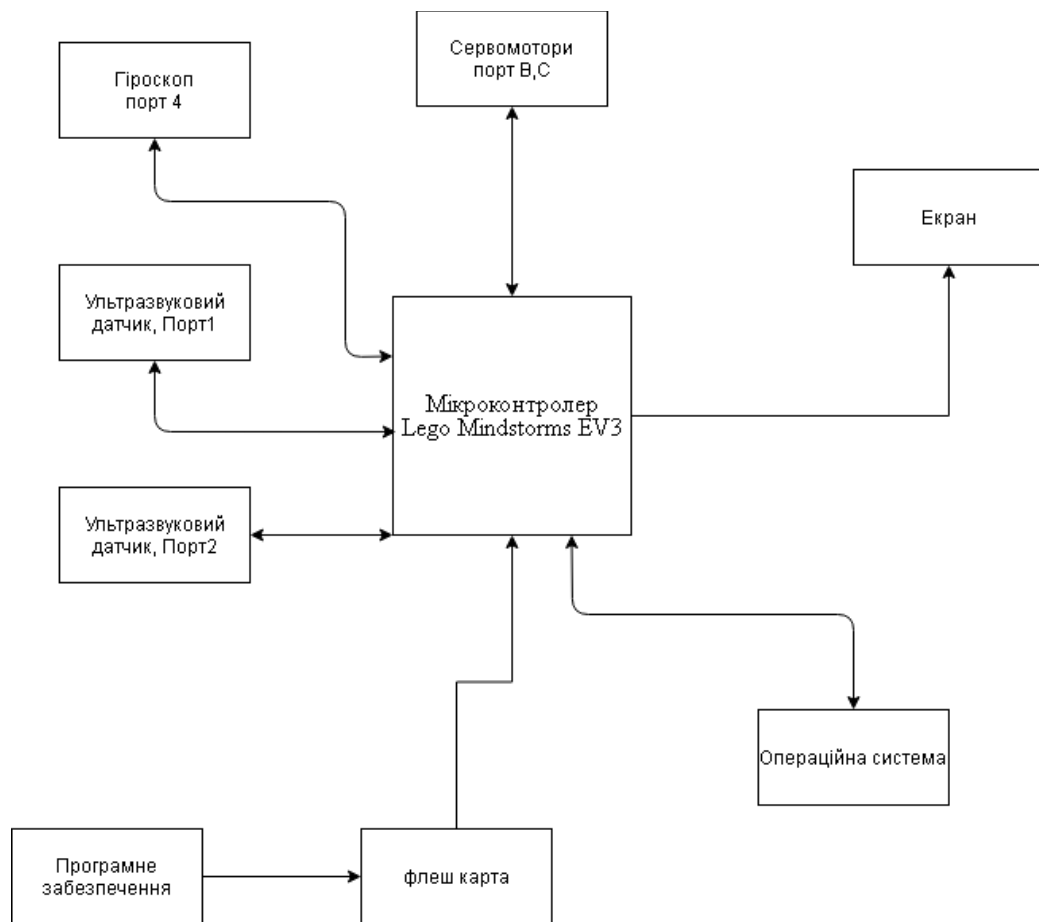 Сервомотори
порт B,C
Гіроскоп
порт 4
Екран
Ультразвуковий
датчик, Порт1
Мікроконтролер
Lego Mindstorms EV3
Ультразвуковий
датчик, Порт2
Операційна система
Програмне
забезпечення
флеш карта